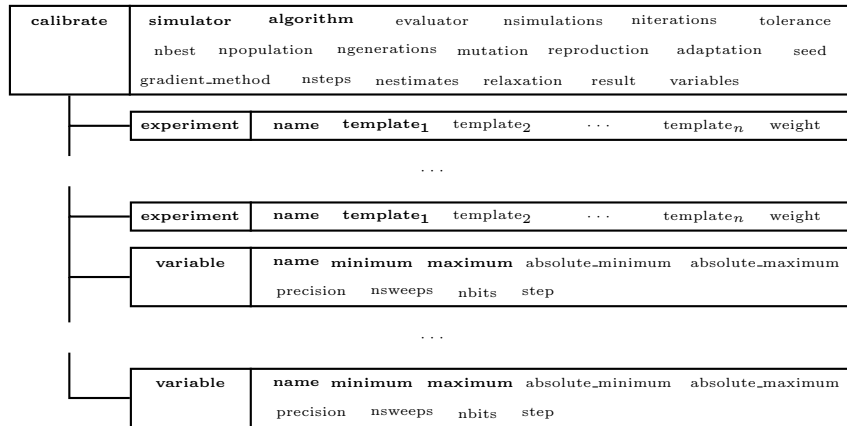 calibrate simulator algorithm evaluator nsimulations niterations tolerance
nbest npopulation ngenerations mutation reproduction adaptation seed
gradient_method nsteps nestimates relaxation result variables
experiment name template₁ template₂ ··· templateₙ weight
...
experiment name template₁ template₂ ··· templateₙ weight
variable name minimum maximum absolute_minimum absolute_maximum
precision nsweeps nbits step
...
variable name minimum maximum absolute_minimum absolute_maximum
precision nsweeps nbits step